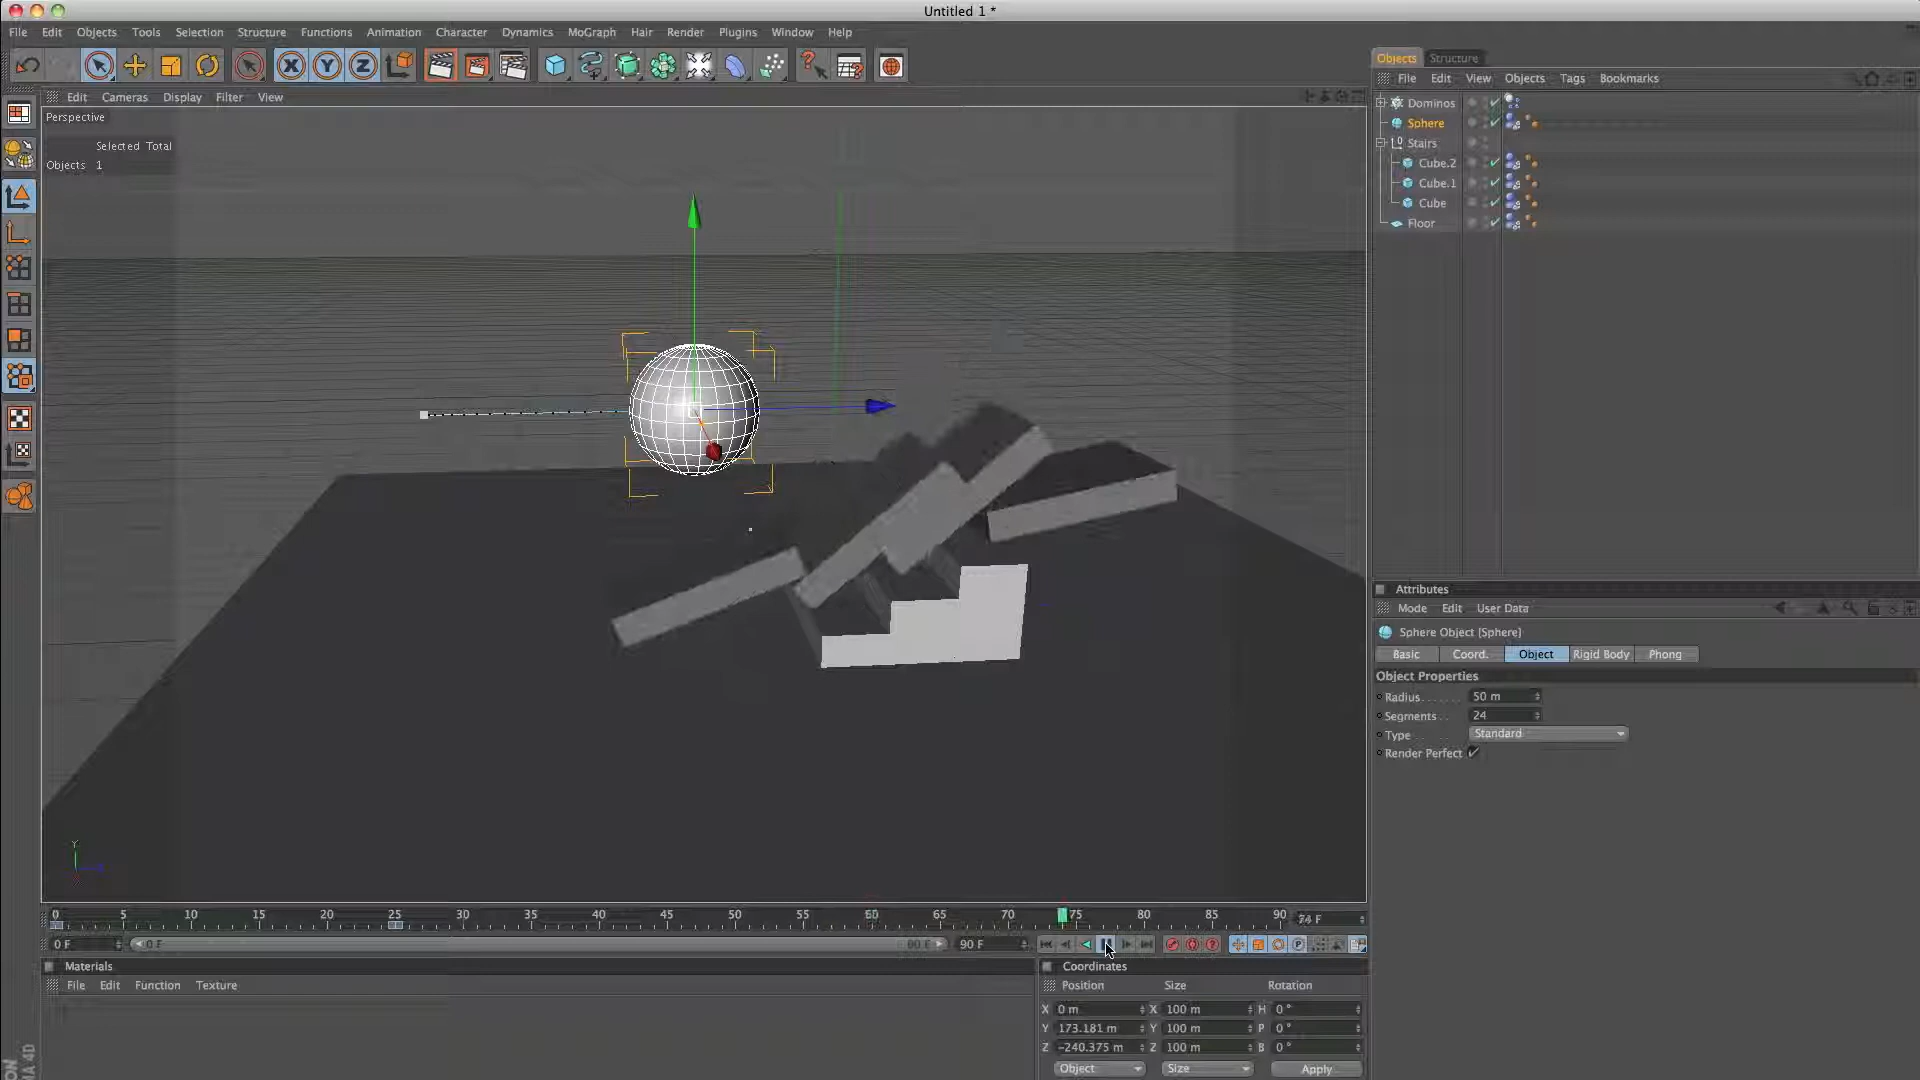 Untitled 1 *
File Edit Objects Tools Selection Structure Functions Animation Character Dynamics MoGraph Hair Render Plugins Window Help
X Y Z
Edit Cameras Display Filter View
Perspective
Selected Total
Objects 1
Y
Objects Structure
File Edit View Objects Tags Bookmarks
Dominos
Sphere
Stairs
Cube.2
Cube.1
Cube
Floor
Attributes
Mode Edit User Data
Sphere Object [Sphere]
Basic Coord. Object Rigid Body Phong
Object Properties
Radius 50 m
Segments 24
Type Standard
Render Perfect
0 5 10 15 20 25 30 35 40 45 50 55 60 65 70 75 80 85 90 74 F
0 F 0 F 90 F 90 F
Materials
File Edit Function Texture
Coordinates
Position Size Rotation
X 0 m X 100 m H 0 °
Y 173.181 m Y 100 m P 0 °
Z -240.375 m Z 100 m B 0 °
Object Size Apply